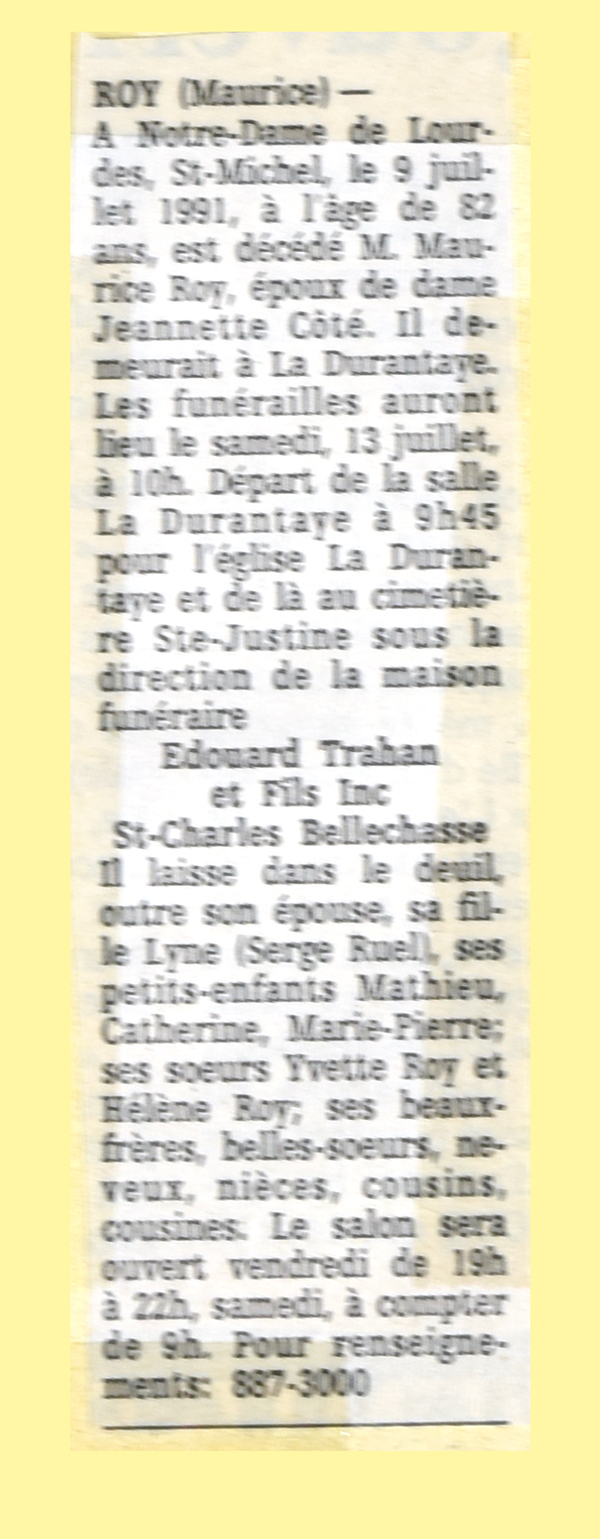 ROY (Maurice) —
A Notre-Dame de Lour-
des, St-Michel, le 9 juil-
let 1991, à l'âge de 82
ans, est décédé M. Mau-
rice Roy, époux de dame
Jeannette Côté. Il de-
meurait à La Durantaye.
Les funérailles auront
lieu le samedi, 13 juillet,
à 10h. Départ de la salle
La Durantaye à 9h45
pour l'église La Duran-
taye et de là au cimetiè-
re Ste-Justine sous la
direction de la maison
funéraire
Edouard Trahan
et Fils Inc
St-Charles Bellechasse
Il laisse dans le deuil,
outre son épouse, sa fil-
le Lyne (Serge Ruel), ses
petits-enfants Mathieu,
Catherine, Marie-Pierre;
ses soeurs Yvette Roy et
Hélène Roy; ses beaux-
frères, belles-soeurs, ne-
veux, nièces, cousins,
cousines. Le salon sera
ouvert vendredi de 19h
à 22h, samedi, à compter
de 9h. Pour renseigne-
ments: 887-3000